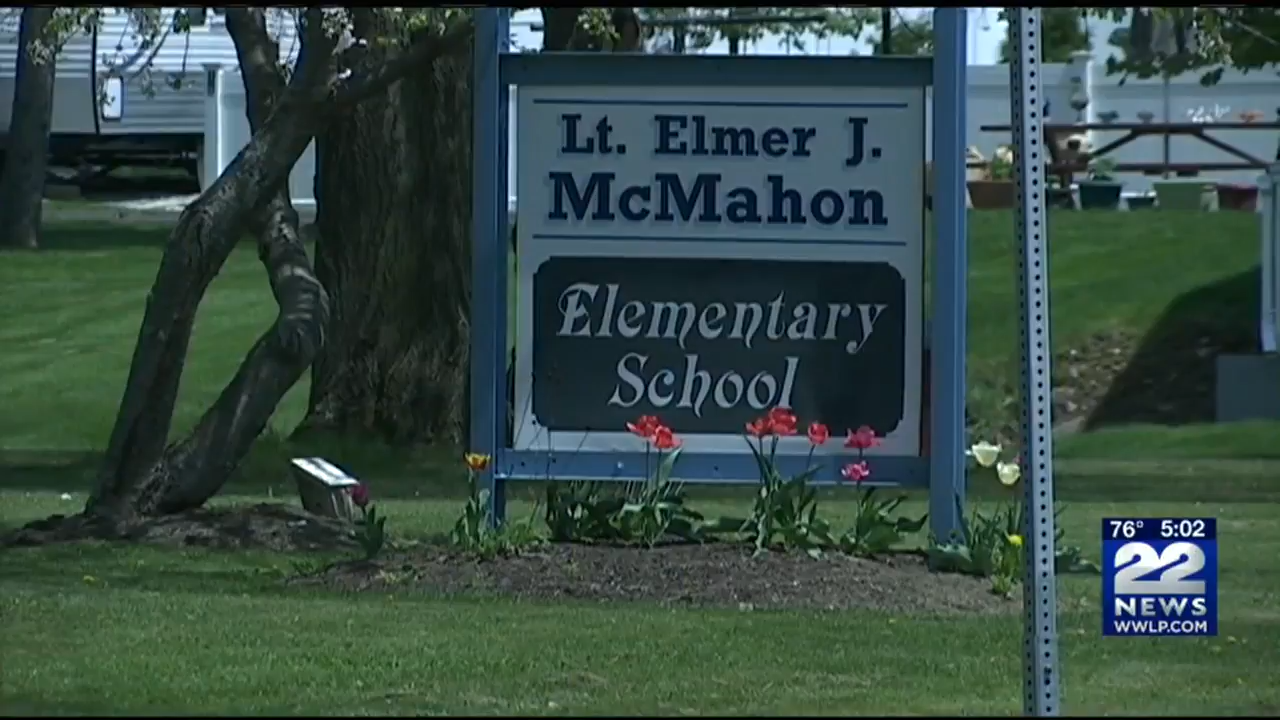 Lt. Elmer J.
McMahon
Elementary
School
76° 5:02
22
NEWS
WWLP.COM